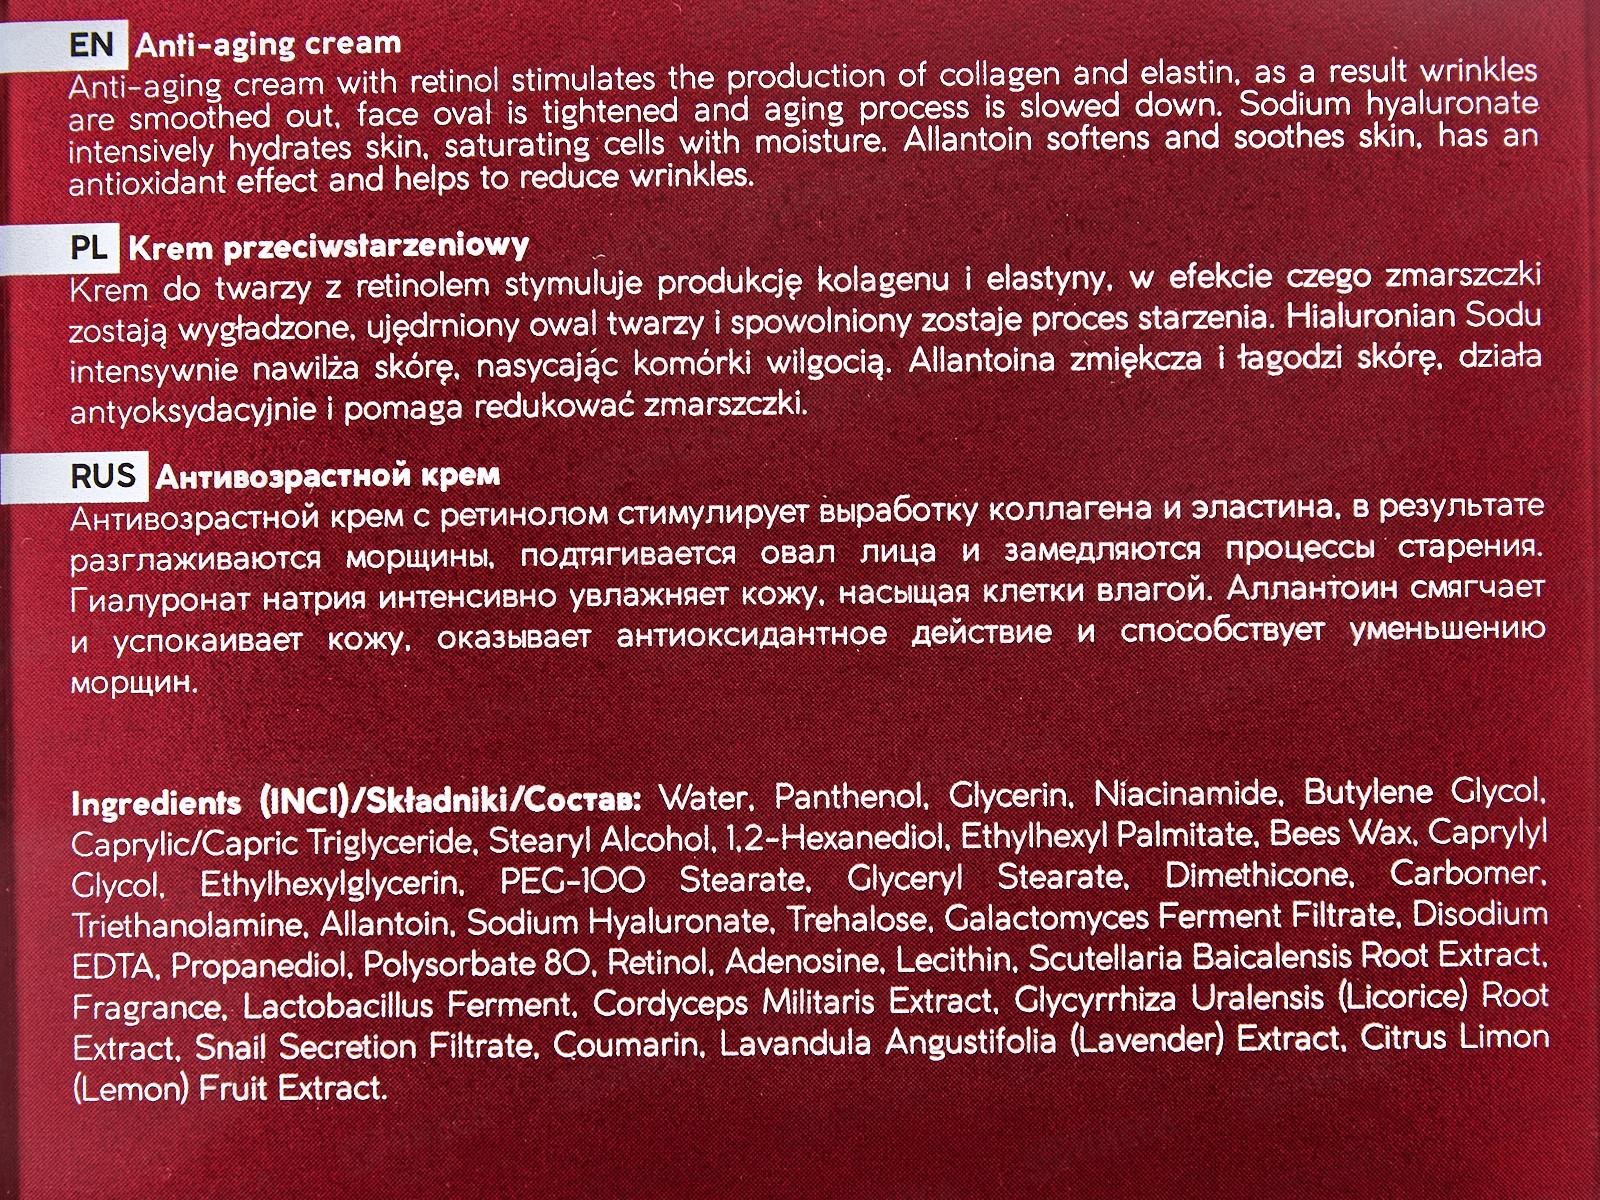 EN Anti-aging cream
Anti-aging cream with retinol stimulates the production of collagen and elastin, as a result wrinkles
are smoothed out, face oval is tightened and aging process is slowed down. Sodium hyaluronate
intensively hydrates skin, saturating cells with moisture. Allantoin softens and soothes skin, has an
antioxidant effect and helps to reduce wrinkles.
PL Krem przeciwstarzeniowy
Krem do twarzy z retinolem stymuluje produkcję kolagenu i elastyny, w efekcie czego zmarszczki
zostają wygładzone, ujędrniony owal twarzy i spowolniony zostaje proces starzenia. Hialuronian Sodu
intensywnie nawilża skórę, nasycając komórki wilgocią. Allantoina zmiękcza i łagodzi skórę, działa
antyoksydacyjnie i pomaga redukować zmarszczki.
RUS Антивозрастной крем
Антивозрастной крем с ретинолом стимулирует выработку коллагена и эластина, в результате
разглаживаются морщины, подтягивается овал лица и замедляются процессы старения.
Гиалуронат натрия интенсивно увлажняет кожу, насыщая клетки влагой. Аллантоин смягчает
и успокаивает кожу, оказывает антиоксидантное действие и способствует уменьшению
морщин.
Ingredients (INCI)/Składniki/Состав: Water, Panthenol, Glycerin, Niacinamide, Butylene Glycol,
Caprylic/Capric Triglyceride, Stearyl Alcohol, 1,2-Hexanediol, Ethylhexyl Palmitate, Bees Wax, Caprylyl
Glycol, Ethylhexylglycerin, PEG-100 Stearate, Glyceryl Stearate, Dimethicone, Carbomer,
Triethanolamine, Allantoin, Sodium Hyaluronate, Trehalose, Galactomyces Ferment Filtrate, Disodium
EDTA, Propanediol, Polysorbate 80, Retinol, Adenosine, Lecithin, Scutellaria Baicalensis Root Extract,
Fragrance, Lactobacillus Ferment, Cordyceps Militaris Extract, Glycyrrhiza Uralensis (Licorice) Root
Extract, Snail Secretion Filtrate, Coumarin, Lavandula Angustifolia (Lavender) Extract, Citrus Limon
(Lemon) Fruit Extract.